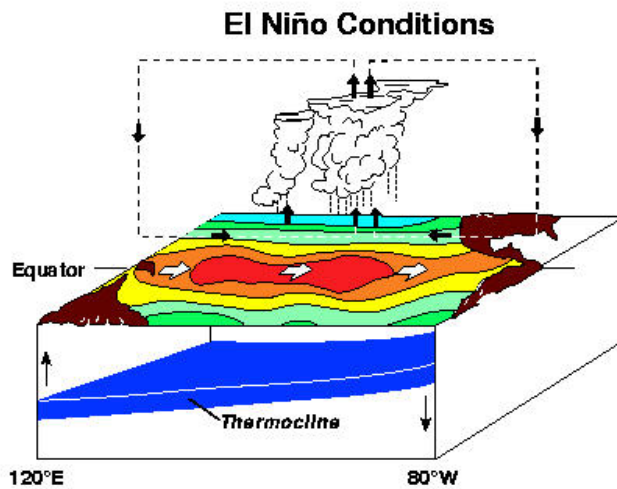 El Niño Conditions
Equator
Thermocline
120°E
80°W